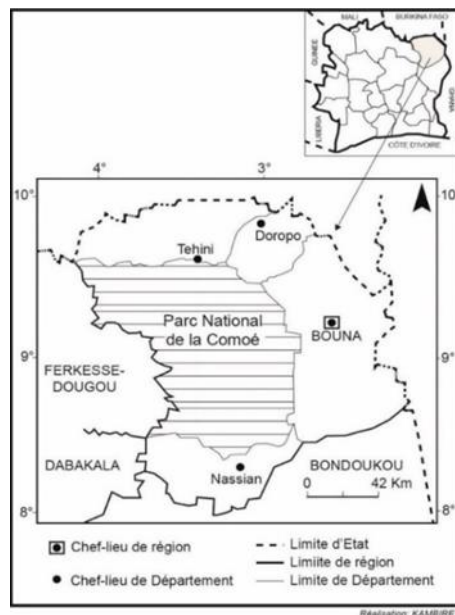 MALI
BURKINA FASO
GUINEE
GHANA
LIBERIA
CÔTE D'IVOIRE
4°
3°
10°
10°
Doropo
Tehini
Parc National
de la Comoé
BOUNA
9°
9°
FERKESSE-
DOUGOU
DABAKALA
BONDOUKOU
Nassian
0 42 Km
8°
8°
Chef-lieu de région
Limite d'Etat
Limiite de région
Chef-lieu de Département
Limite de Département
Réalisation: KAMBIRE